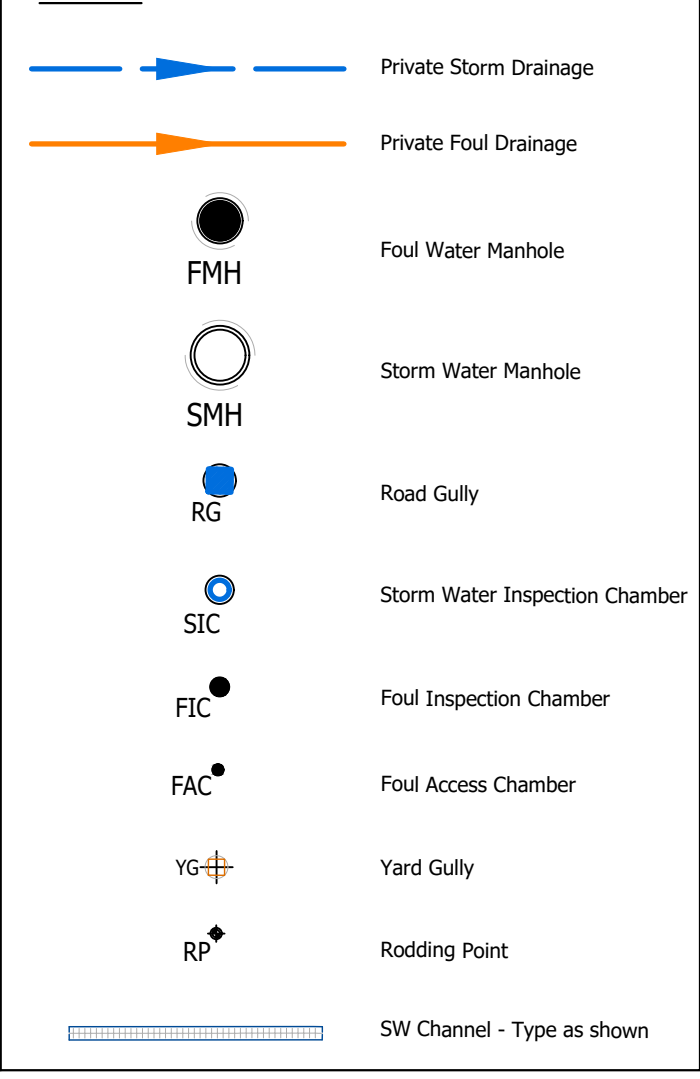 Private Storm Drainage
Private Foul Drainage
FMH
Foul Water Manhole
SMH
Storm Water Manhole
RG
Road Gully
SIC
Storm Water Inspection Chamber
FIC
Foul Inspection Chamber
FAC
Foul Access Chamber
YG
Yard Gully
RP
Rodding Point
SW Channel - Type as shown